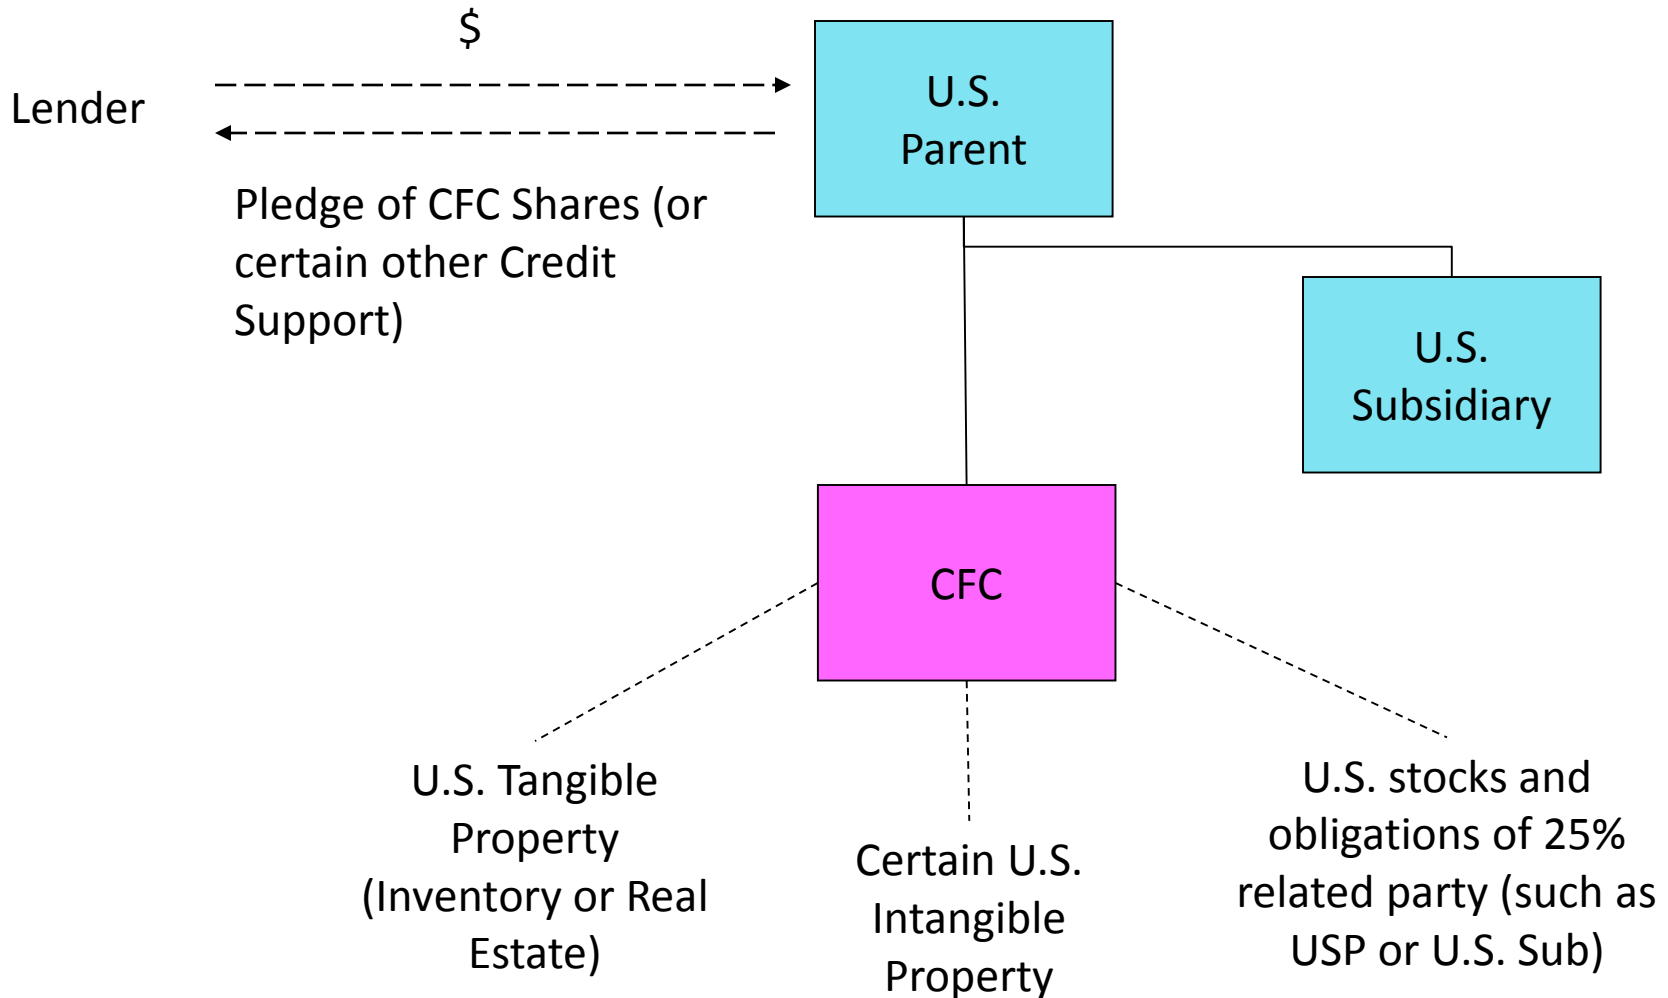 $
Lender
U.S.
Parent
Pledge of CFC Shares (or
certain other Credit
Support)
U.S.
Subsidiary
CFC
U.S. Tangible
Property
(Inventory or Real
Estate)
Certain U.S.
Intangible
Property
U.S. stocks and
obligations of 25%
related party (such as
USP or U.S. Sub)